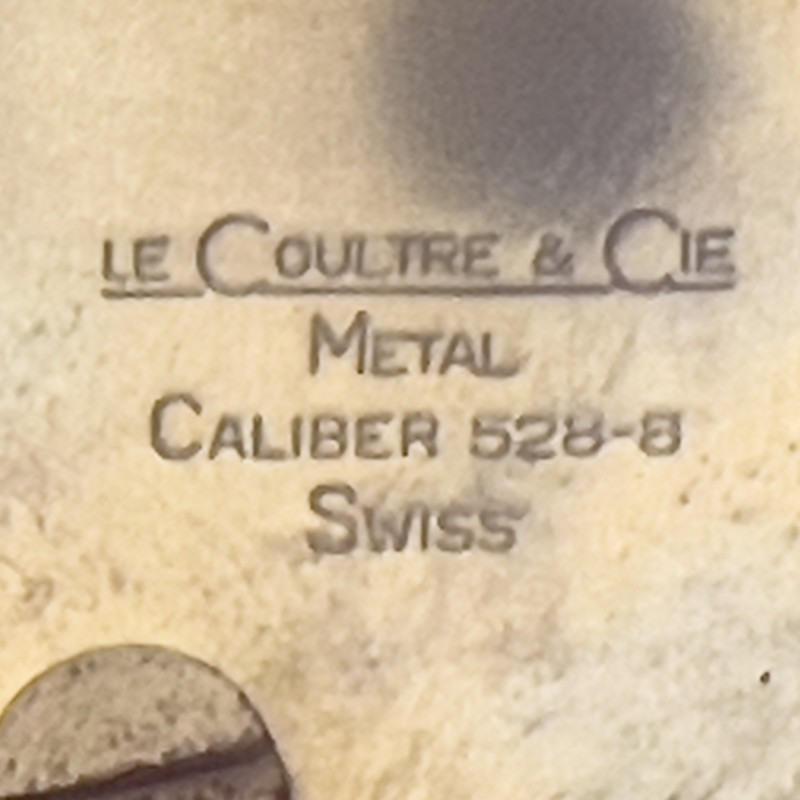 LE COULTRE & CIE
METAL
CALIBER 528-8
SWISS